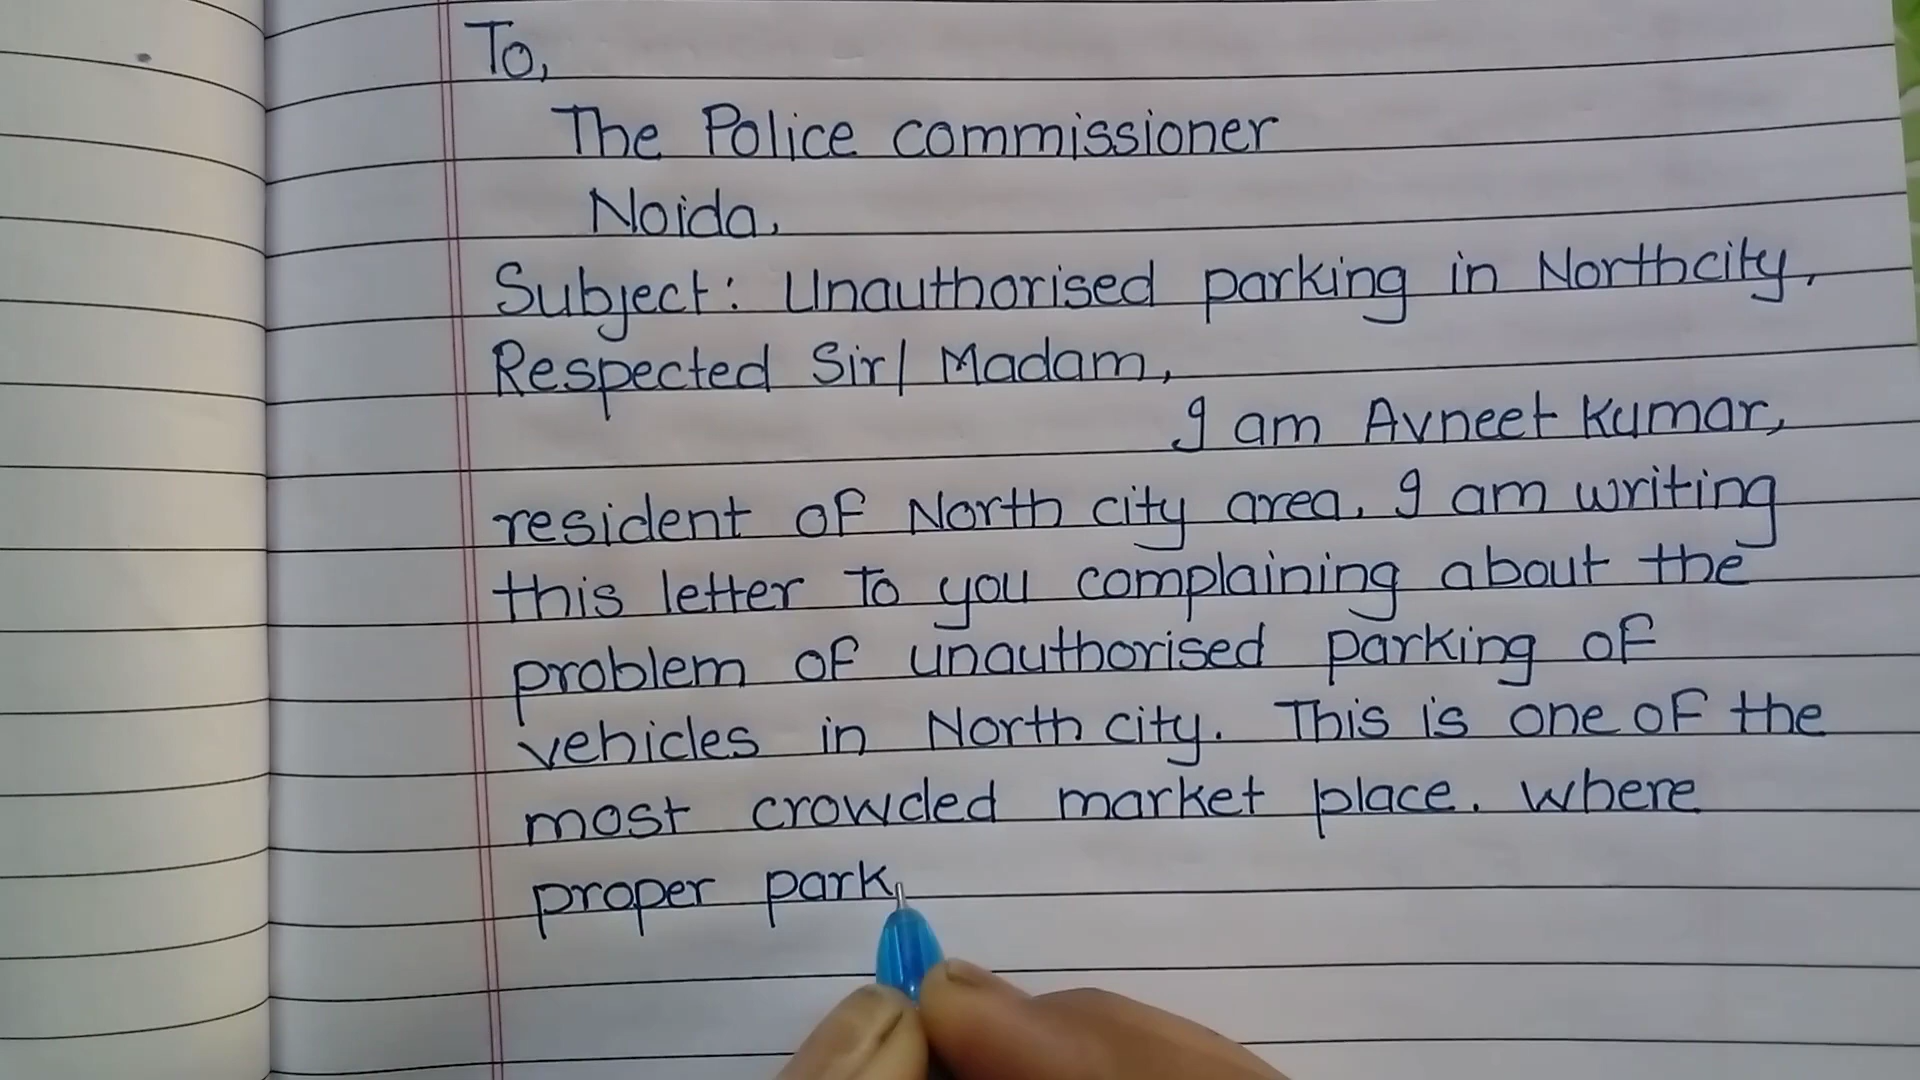 To,
The Police commissioner
Noida.
Subject: Unauthorised parking in Northcity.
Respected Sir/ Madam,
I am Avneet Kumar,
resident of North city area. I am writing
this letter to you complaining about the
problem of unauthorised parking of
vehicles in North city. This is one of the
most crowded market place. where
proper park